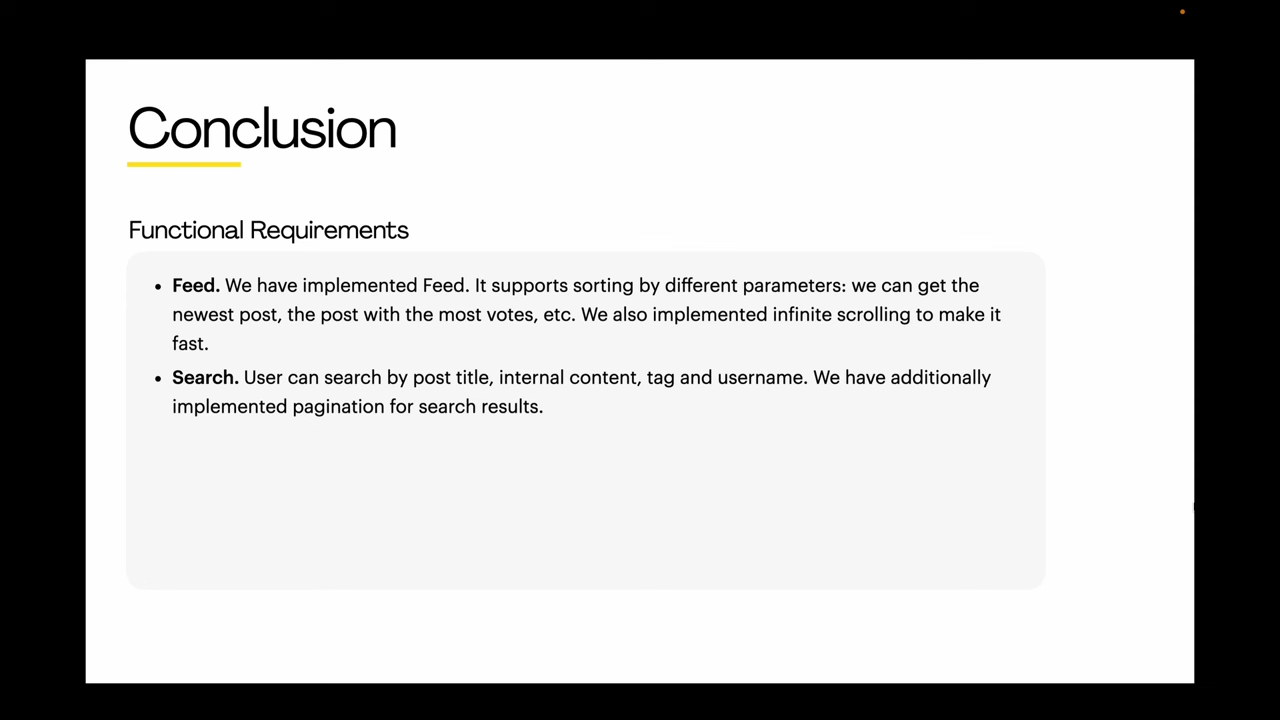 Conclusion
Functional Requirements
• Feed. We have implemented Feed. It supports sorting by different parameters: we can get the
newest post, the post with the most votes, etc. We also implemented infinite scrolling to make it
fast.
• Search. User can search by post title, internal content, tag and username. We have additionally
implemented pagination for search results.